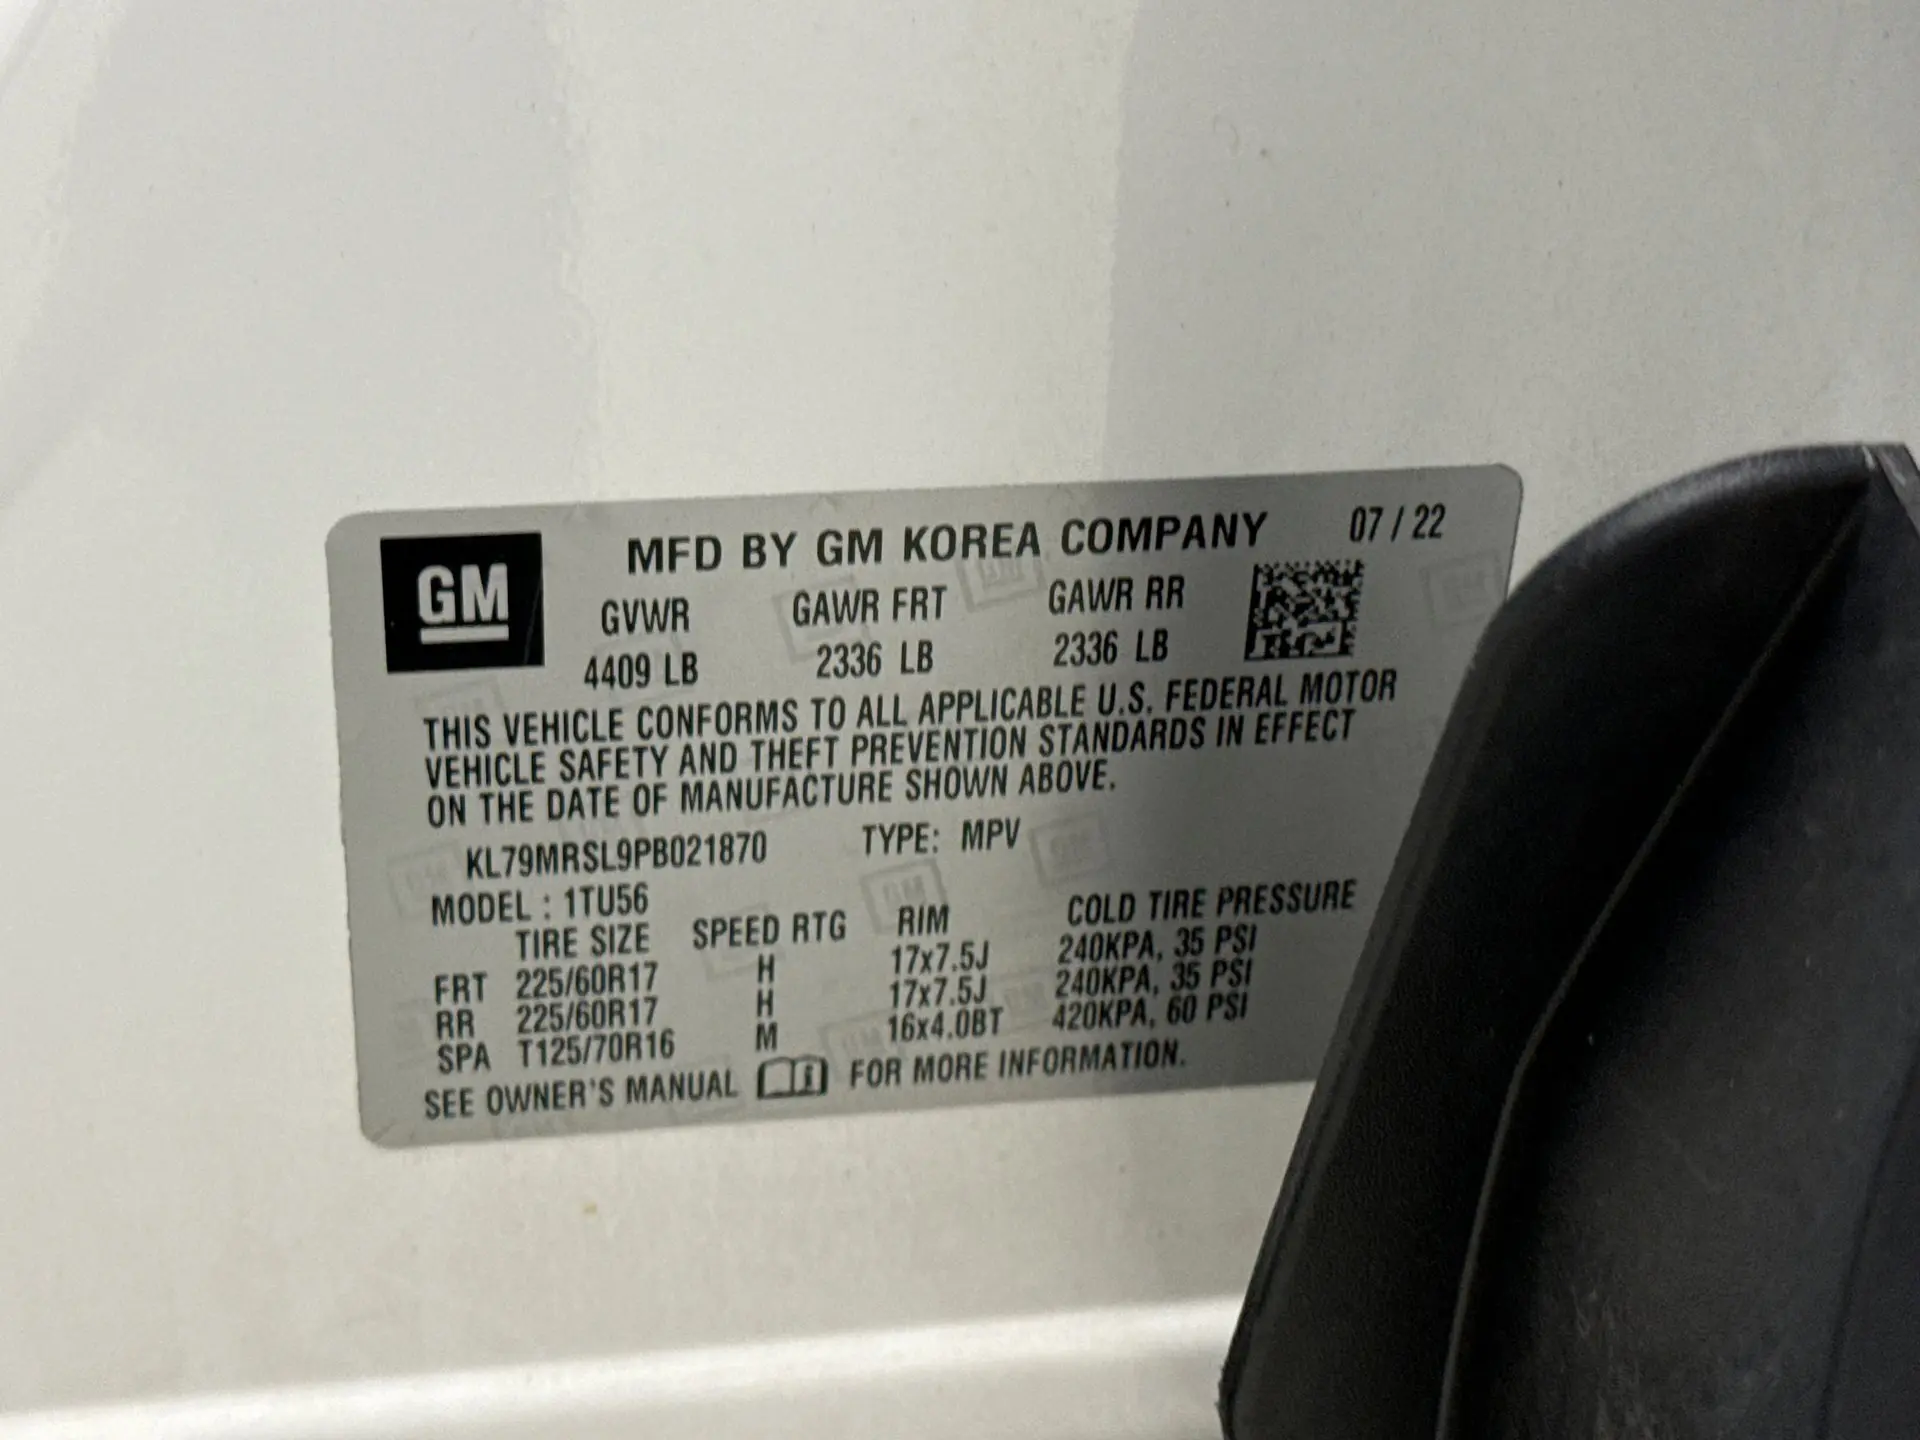 GM
MFD BY GM KOREA COMPANY 07 / 22
GVWR GAWR FRT GAWR RR
4409 LB 2336 LB 2336 LB
THIS VEHICLE CONFORMS TO ALL APPLICABLE U.S. FEDERAL MOTOR
VEHICLE SAFETY AND THEFT PREVENTION STANDARDS IN EFFECT
ON THE DATE OF MANUFACTURE SHOWN ABOVE.
KL79MRSL9PB021870 TYPE: MPV
MODEL : 1TU56
TIRE SIZE SPEED RTG RIM COLD TIRE PRESSURE
FRT 225/60R17 H 17x7.5J 240KPA, 35 PSI
RR 225/60R17 H 17x7.5J 240KPA, 35 PSI
SPA T125/70R16 M 16x4.0BT 420KPA, 60 PSI
SEE OWNER'S MANUAL FOR MORE INFORMATION.